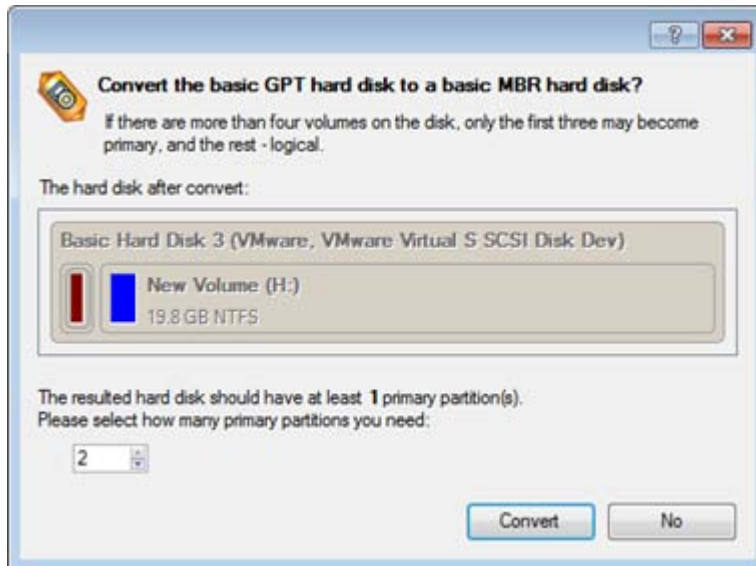 Convert the basic GPT hard disk to a basic MBR hard disk?
If there are more than four volumes on the disk, only the first three may become
primary, and the rest - logical.
The hard disk after convert:
Basic Hard Disk 3 (VMware, VMware Virtual S SCSI Disk Dev)
New Volume (H:)
19.8 GB NTFS
The resulted hard disk should have at least 1 primary partition(s).
Please select how many primary partitions you need:
2
Convert No